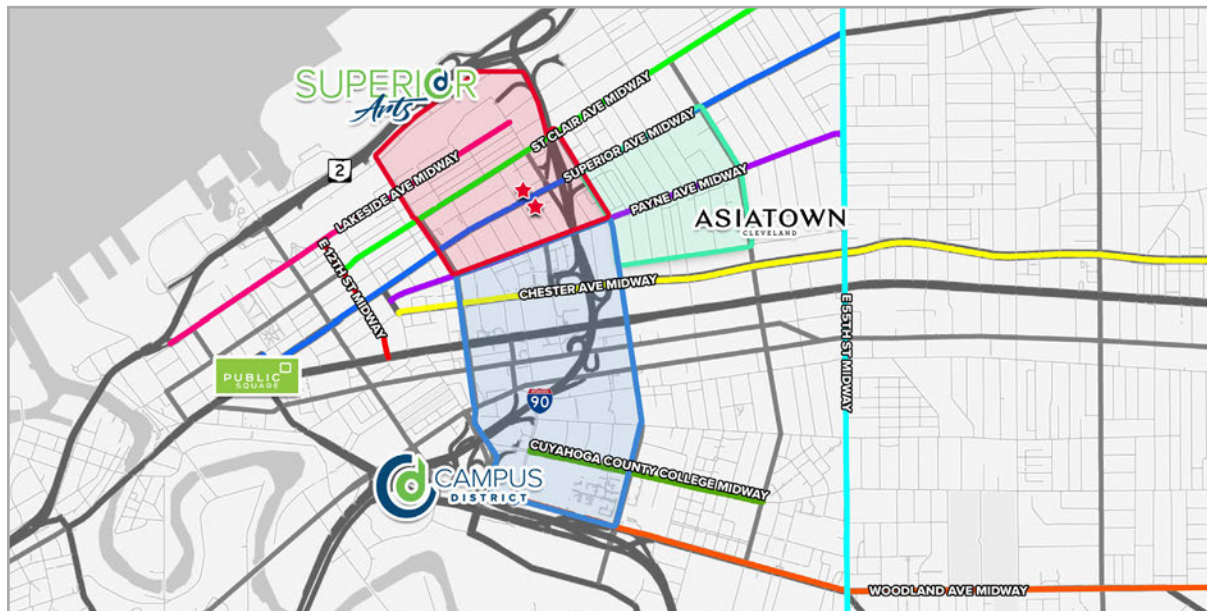 SUPERIOR
Arts
2
LAKESIDE AVE MIDWAY
ST CLAIR AVE MIDWAY
SUPERIOR AVE MIDWAY
PAYNE AVE MIDWAY
ASIATOWN
CLEVELAND
E 12TH ST MIDWAY
CHESTER AVE MIDWAY
E 55TH ST MIDWAY
PUBLIC
SQUARE
90
CUYAHOGA COUNTY COLLEGE MIDWAY
cd CAMPUS
DISTRICT
WOODLAND AVE MIDWAY